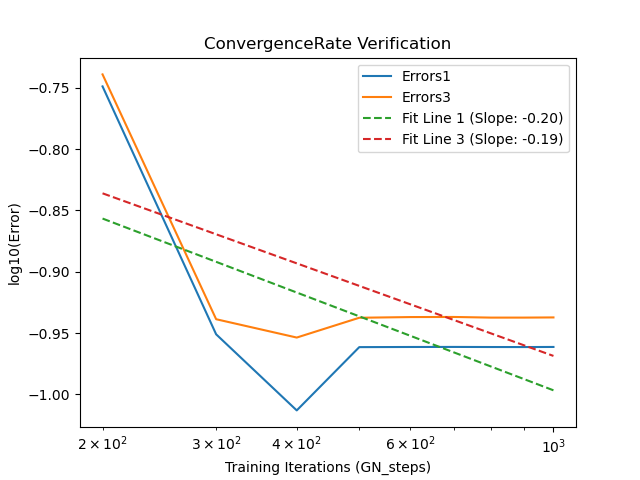 ConvergenceRate Verification
Errors1
Errors3
Fit Line 1 (Slope: -0.20)
Fit Line 3 (Slope: -0.19)
log10(Error)
−0.75
−0.80
−0.85
−0.90
−0.95
−1.00
2 × 10²
3 × 10²
4 × 10²
6 × 10²
10³
Training Iterations (GN_steps)